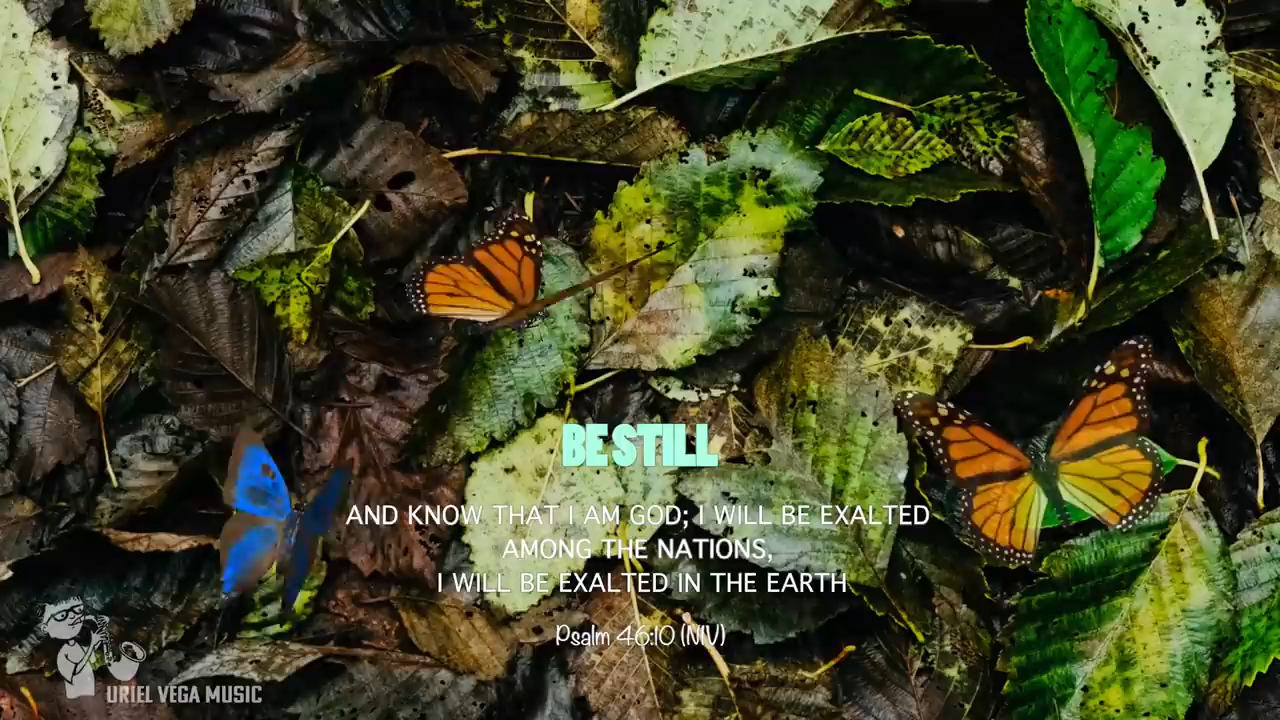 BE STILL
AND KNOW THAT I AM GOD; I WILL BE EXALTED
AMONG THE NATIONS,
I WILL BE EXALTED IN THE EARTH
Psalm 46:10 (NIV)
URIEL VEGA MUSIC